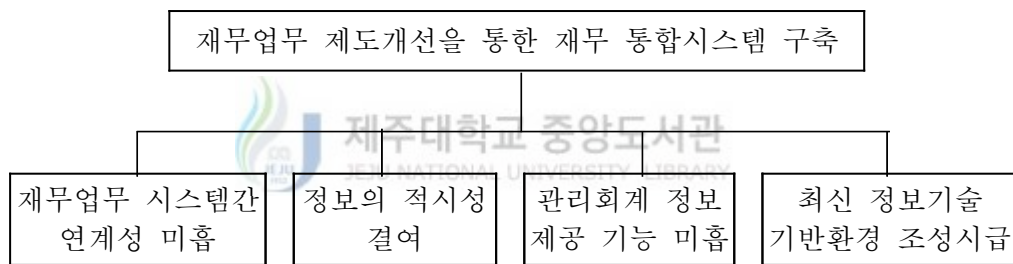 재무업무 제도개선을 통한 재무 통합시스템 구축
제주대학교 중앙도서관
JEJU NATIONAL UNIVERSITY LIBRARY
재무업무 시스템간
연계성 미흡
정보의 적시성
결여
관리회계 정보
제공 기능 미흡
최신 정보기술
기반환경 조성시급